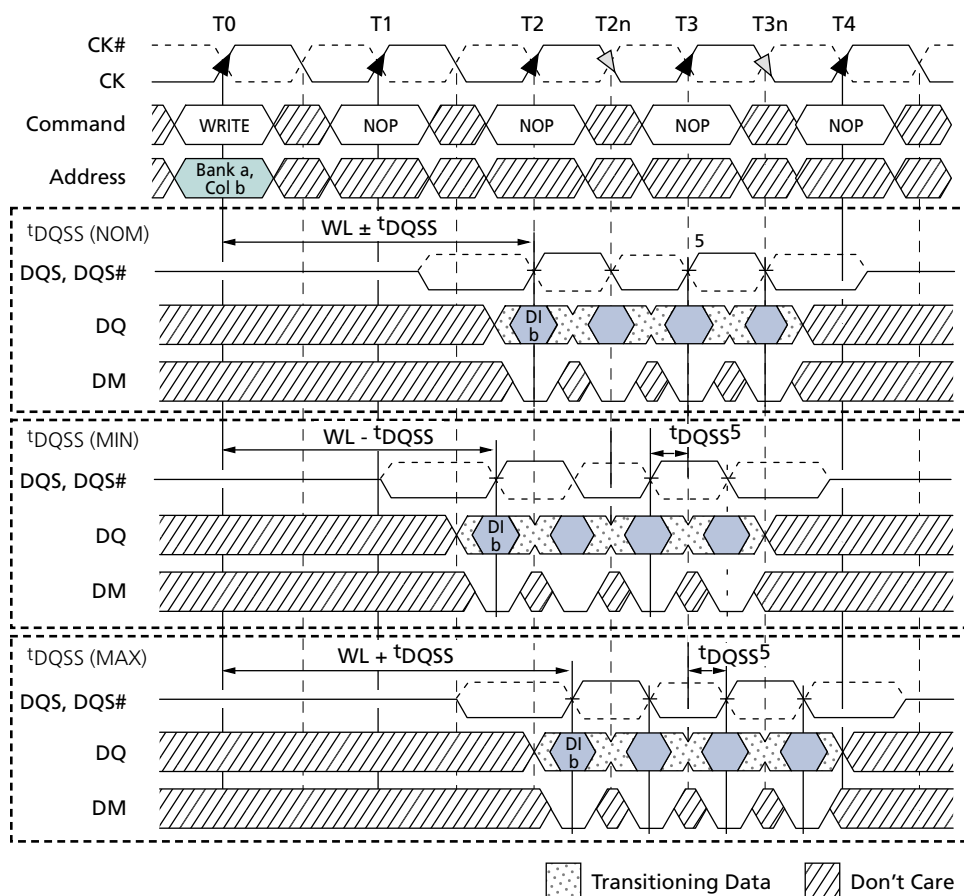 T0 T1 T2 T2n T3 T3n T4
CK#
CK
Command WRITE NOP NOP NOP NOP
Address Bank a,
Col b
tDQSS (NOM) WL ± tDQSS 5
DQS, DQS#
DQ DI
b
DM
tDQSS (MIN) WL - tDQSS tDQSS5
DQS, DQS#
DQ DI
b
DM
tDQSS (MAX) WL + tDQSS tDQSS5
DQS, DQS#
DQ DI
b
DM
Transitioning Data Don't Care